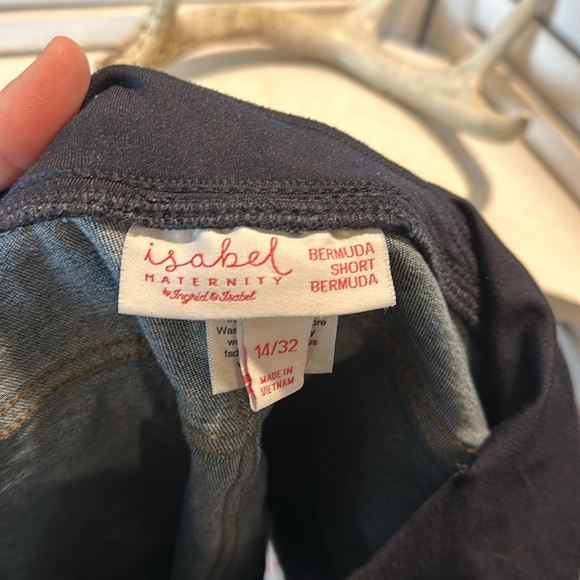 isabel
MATERNITY
by Ingrid & Isabel
BERMUDA
SHORT
BERMUDA
14/32
MADE IN
VIETNAM